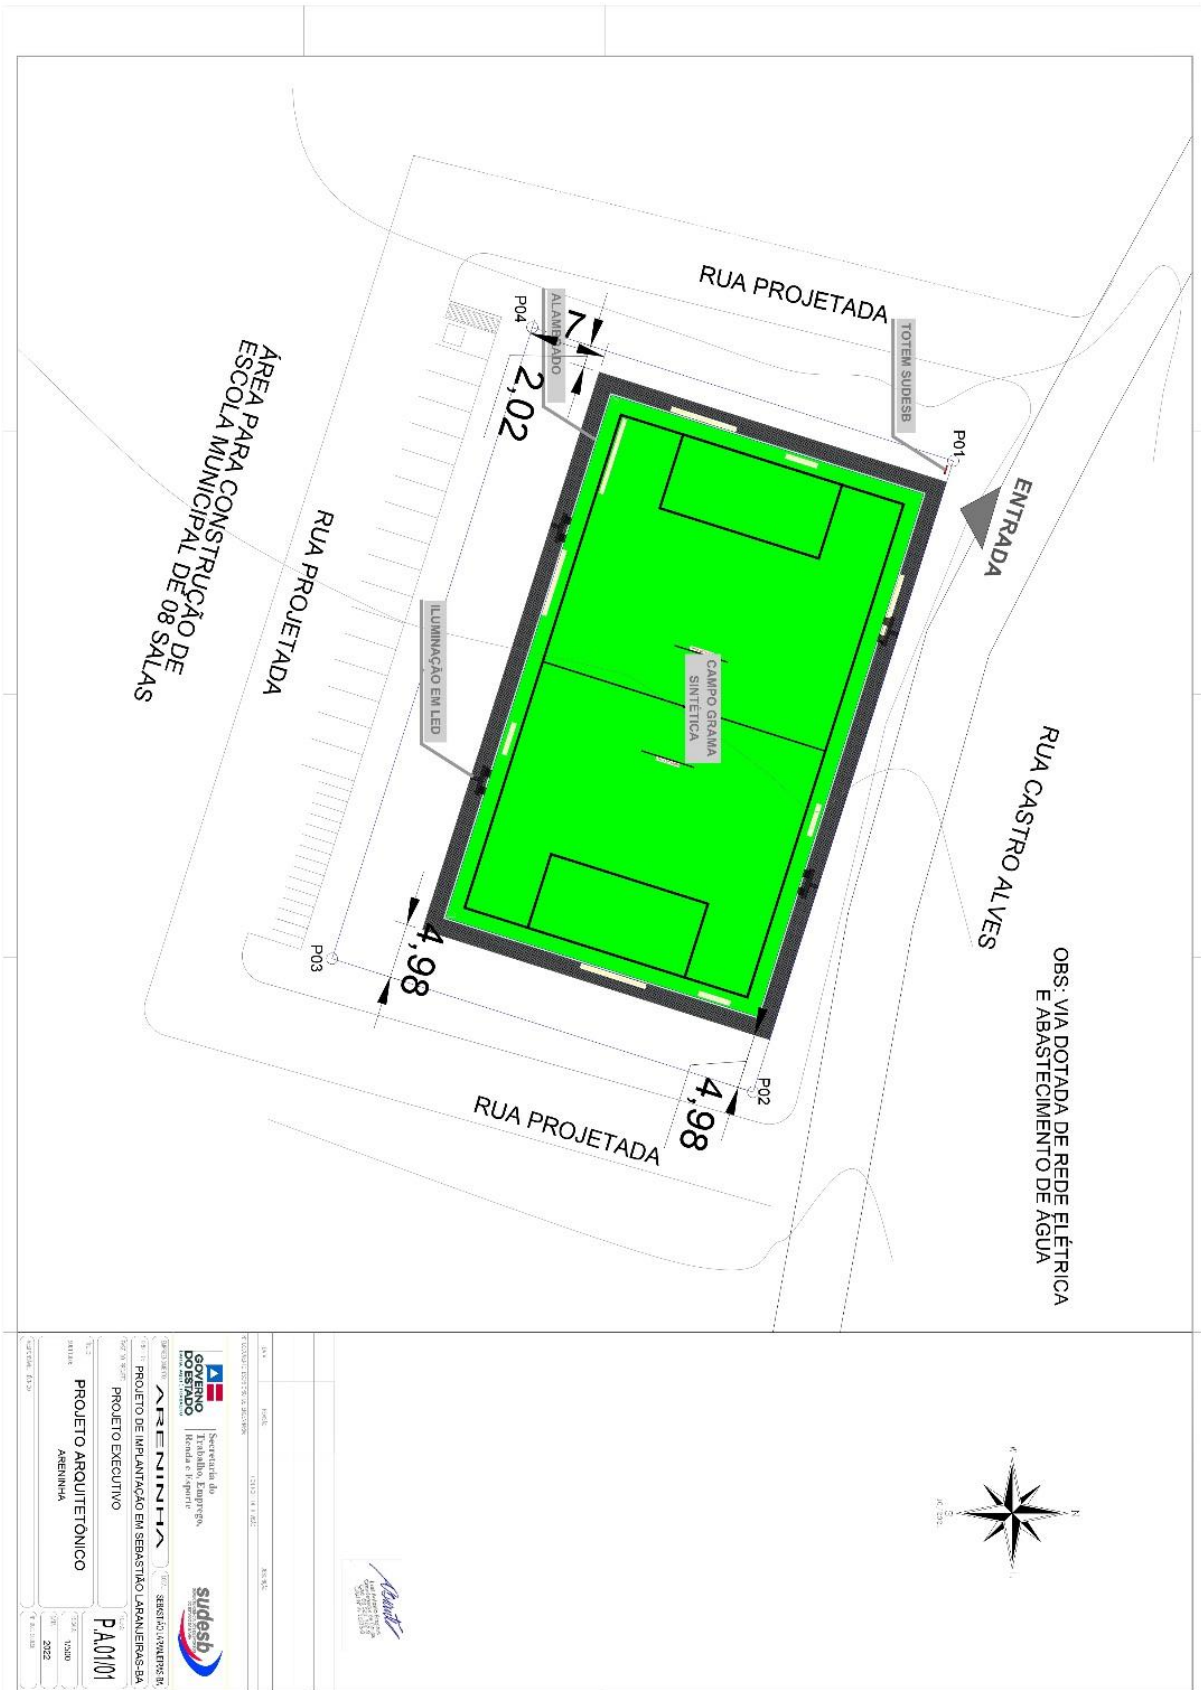 RUA PROJETADA
TOTEM SUDESB
P01
ENTRADA
ALAMBRADO
P04
7
2,02
ÁREA PARA CONSTRUÇÃO DE
ESCOLA MUNICIPAL DE 08 SALAS
RUA PROJETADA
ILUMINAÇÃO EM LED
CAMPO GRAMA
SINTÉTICA
RUA CASTRO ALVES
OBS: VIA DOTADA DE REDE ELÉTRICA
E ABASTECIMENTO DE ÁGUA
P03
4,98
P02
4,98
RUA PROJETADA
N
GOVERNO
DO ESTADO
Secretaria do
Trabalho, Emprego,
Renda e Esporte
sudesb
ARENINHA
SEBASTIÃO LARANJEIRAS-BA
PROJETO DE IMPLANTAÇÃO EM SEBASTIÃO LARANJEIRAS-BA
PROJETO EXECUTIVO
P.A.01/01
PROJETO ARQUITETÔNICO
ARENINHA
1/500
2022